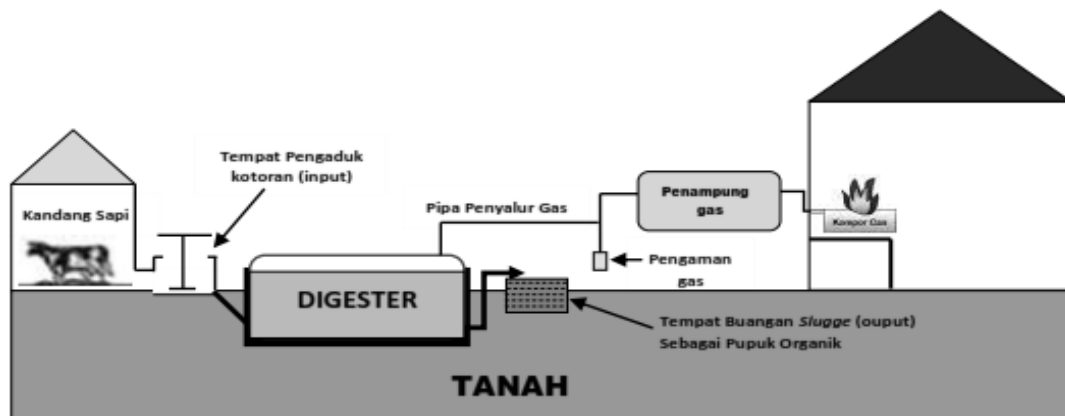 Tempat Pengaduk
kotoran (input)
Kandang Sapi
Pipa Penyalur Gas
Penampung
gas
Kompor Gas
Pengaman
gas
DIGESTER
Tempat Buangan Slugge (ouput)
Sebagai Pupuk Organik
TANAH